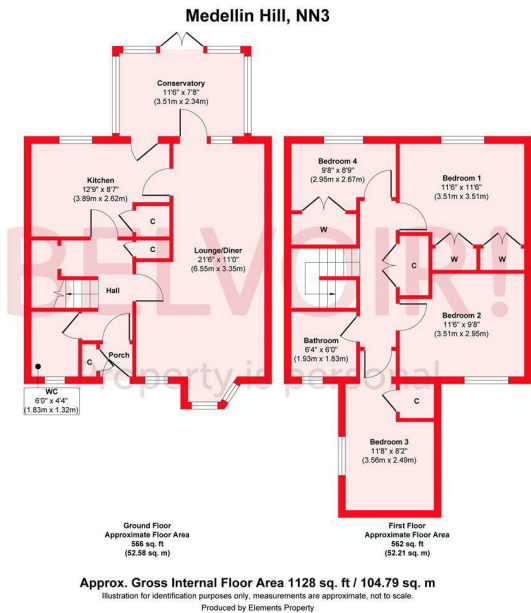 Medellin Hill, NN3
Conservatory
11'6" x 7'8"
(3.51m x 2.34m)
Kitchen
12'9" x 8'7"
(3.89m x 2.62m)
C
C
Lounge/Diner
21'6" x 11'0"
(6.55m x 3.35m)
Hall
Porch
C
WC
6'0" x 4'4"
(1.83m x 1.32m)
Bedroom 4
9'8" x 8'9"
(2.95m x 2.67m)
W
Bedroom 1
11'6" x 11'6"
(3.51m x 3.51m)
W
W
C
Bedroom 2
11'6" x 9'8"
(3.51m x 2.95m)
Bathroom
6'4" x 6'0"
(1.93m x 1.83m)
C
Bedroom 3
11'8" x 8'2"
(3.56m x 2.49m)
BELVOIR!
Property is personal
Ground Floor
Approximate Floor Area
566 sq. ft
(52.58 sq. m)
First Floor
Approximate Floor Area
562 sq. ft
(52.21 sq. m)
Approx. Gross Internal Floor Area 1128 sq. ft / 104.79 sq. m
Illustration for identification purposes only, measurements are approximate, not to scale.
Produced by Elements Property